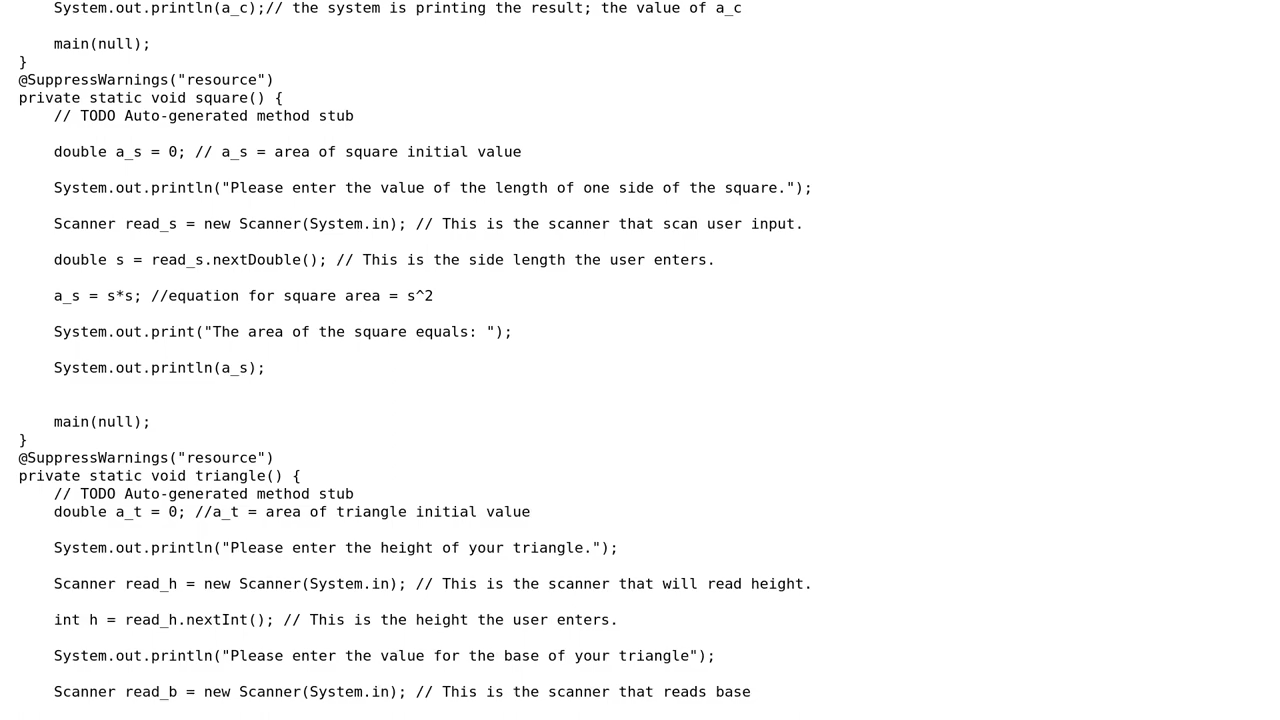 System.out.println(a_c);// the system is printing the result; the value of a_c
main(null);
}
@SuppressWarnings("resource")
private static void square() {
// TODO Auto-generated method stub
double a_s = 0; // a_s = area of square initial value
System.out.println("Please enter the value of the length of one side of the square.");
Scanner read_s = new Scanner(System.in); // This is the scanner that scan user input.
double s = read_s.nextDouble(); // This is the side length the user enters.
a_s = s*s; //equation for square area = s^2
System.out.print("The area of the square equals: ");
System.out.println(a_s);
main(null);
}
@SuppressWarnings("resource")
private static void triangle() {
// TODO Auto-generated method stub
double a_t = 0; //a_t = area of triangle initial value
System.out.println("Please enter the height of your triangle.");
Scanner read_h = new Scanner(System.in); // This is the scanner that will read height.
int h = read_h.nextInt(); // This is the height the user enters.
System.out.println("Please enter the value for the base of your triangle");
Scanner read_b = new Scanner(System.in); // This is the scanner that reads base